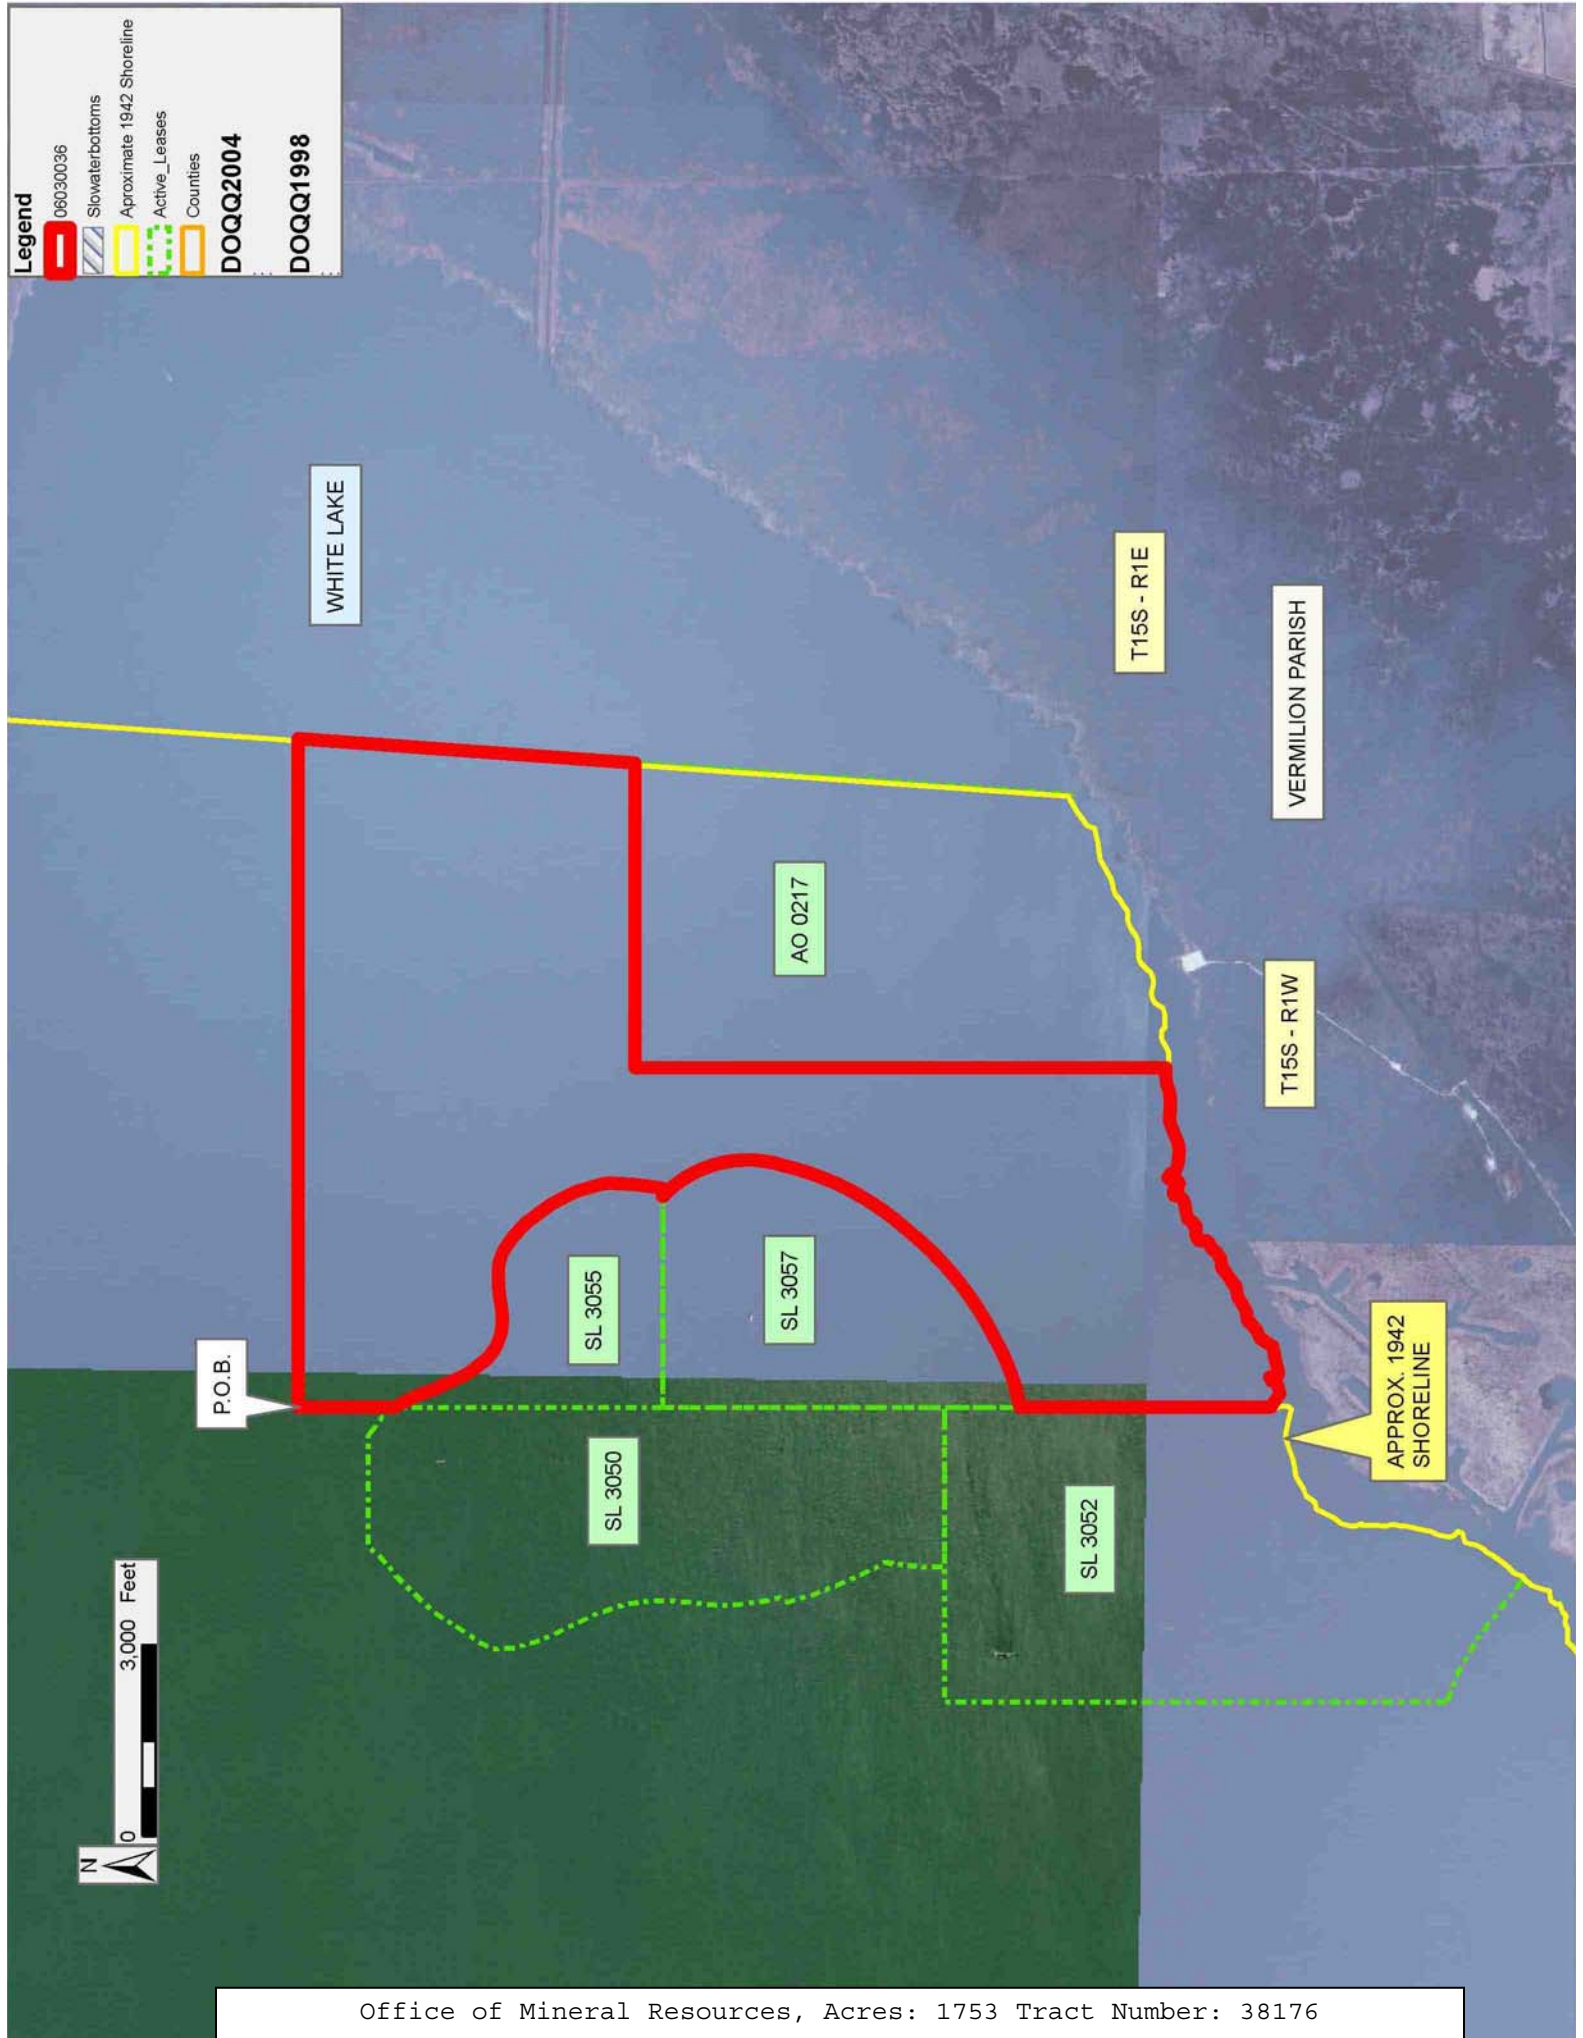 N
0 3,000 Feet
Legend
06030036
Slowaterbottoms
Aproximate 1942 Shoreline
Active_Leases
Counties
DOQQ2004
DOQQ1998
P.O.B.
WHITE LAKE
SL 3050
SL 3055
SL 3057
AO 0217
SL 3052
T15S - R1E
T15S - R1W
VERMILION PARISH
APPROX. 1942
SHORELINE
Office of Mineral Resources, Acres: 1753 Tract Number: 38176